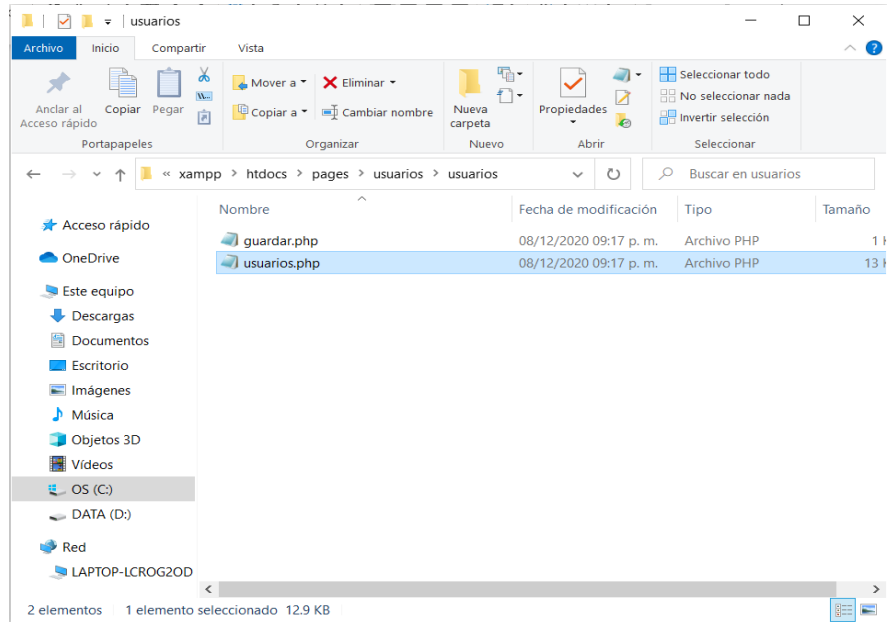 usuarios
Archivo Inicio Compartir Vista
Anclar al Acceso rápido
Copiar
Pegar
Portapapeles
Mover a
Copiar a
Eliminar
Cambiar nombre
Organizar
Nueva carpeta
Nuevo
Propiedades
Abrir
Seleccionar todo
No seleccionar nada
Invertir selección
Seleccionar
« xampp > htdocs > pages > usuarios > usuarios
Buscar en usuarios
Nombre Fecha de modificación Tipo Tamaño
guardar.php 08/12/2020 09:17 p. m. Archivo PHP 1
usuarios.php 08/12/2020 09:17 p. m. Archivo PHP 13
Acceso rápido
OneDrive
Este equipo
Descargas
Documentos
Escritorio
Imágenes
Música
Objetos 3D
Vídeos
OS (C:)
DATA (D:)
Red
LAPTOP-LCROG2OD
2 elementos 1 elemento seleccionado 12.9 KB